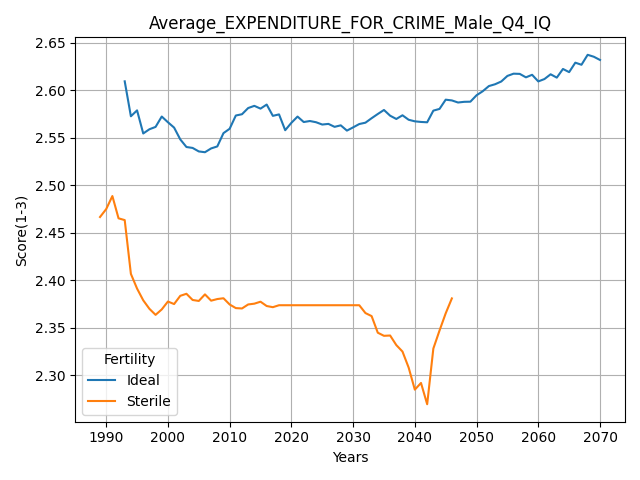 Average_EXPENDITURE_FOR_CRIME_Male_Q4_IQ
Score(1-3)
2.65
2.60
2.55
2.50
2.45
2.40
2.35
2.30
Fertility
Ideal
Sterile
1990 2000 2010 2020 2030 2040 2050 2060 2070
Years